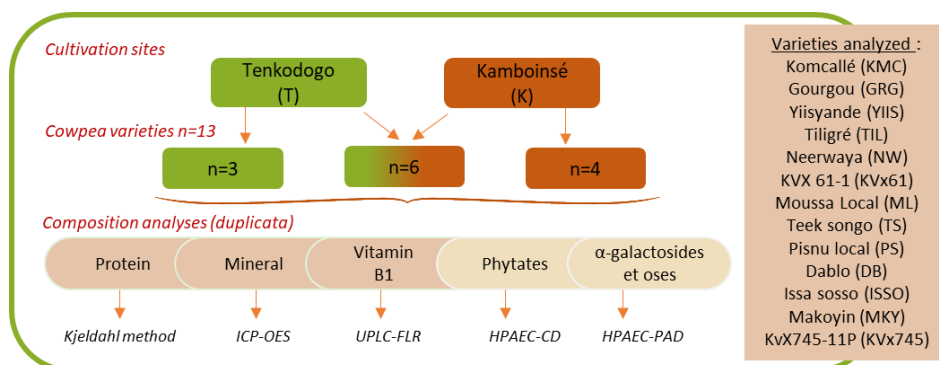 Cultivation sites
Tenkodogo
(T)
Kamboinsé
(K)
Cowpea varieties n=13
n=3
n=6
n=4
Composition analyses (duplicata)
Protein
Mineral
Vitamin
B1
Phytates
α-galactosides
et oses
Kjeldahl method
ICP-OES
UPLC-FLR
HPAEC-CD
HPAEC-PAD
Varieties analyzed :
Komcallé (KMC)
Gourgou (GRG)
Yiisyande (YIIS)
Tiligré (TIL)
Neerwaya (NW)
KVX 61-1 (KVx61)
Moussa Local (ML)
Teek songo (TS)
Pisnu local (PS)
Dablo (DB)
Issa sosso (ISSO)
Makoyin (MKY)
KvX745-11P (KVx745)